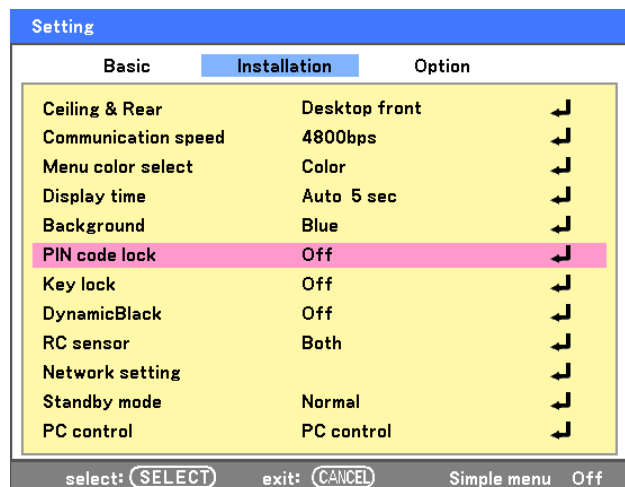 Setting
Basic Installation Option
Ceiling & Rear Desktop front
Communication speed 4800bps
Menu color select Color
Display time Auto 5 sec
Background Blue
PIN code lock Off
Key lock Off
DynamicBlack Off
RC sensor Both
Network setting
Standby mode Normal
PC control PC control
select: SELECT exit: CANCEL Simple menu Off